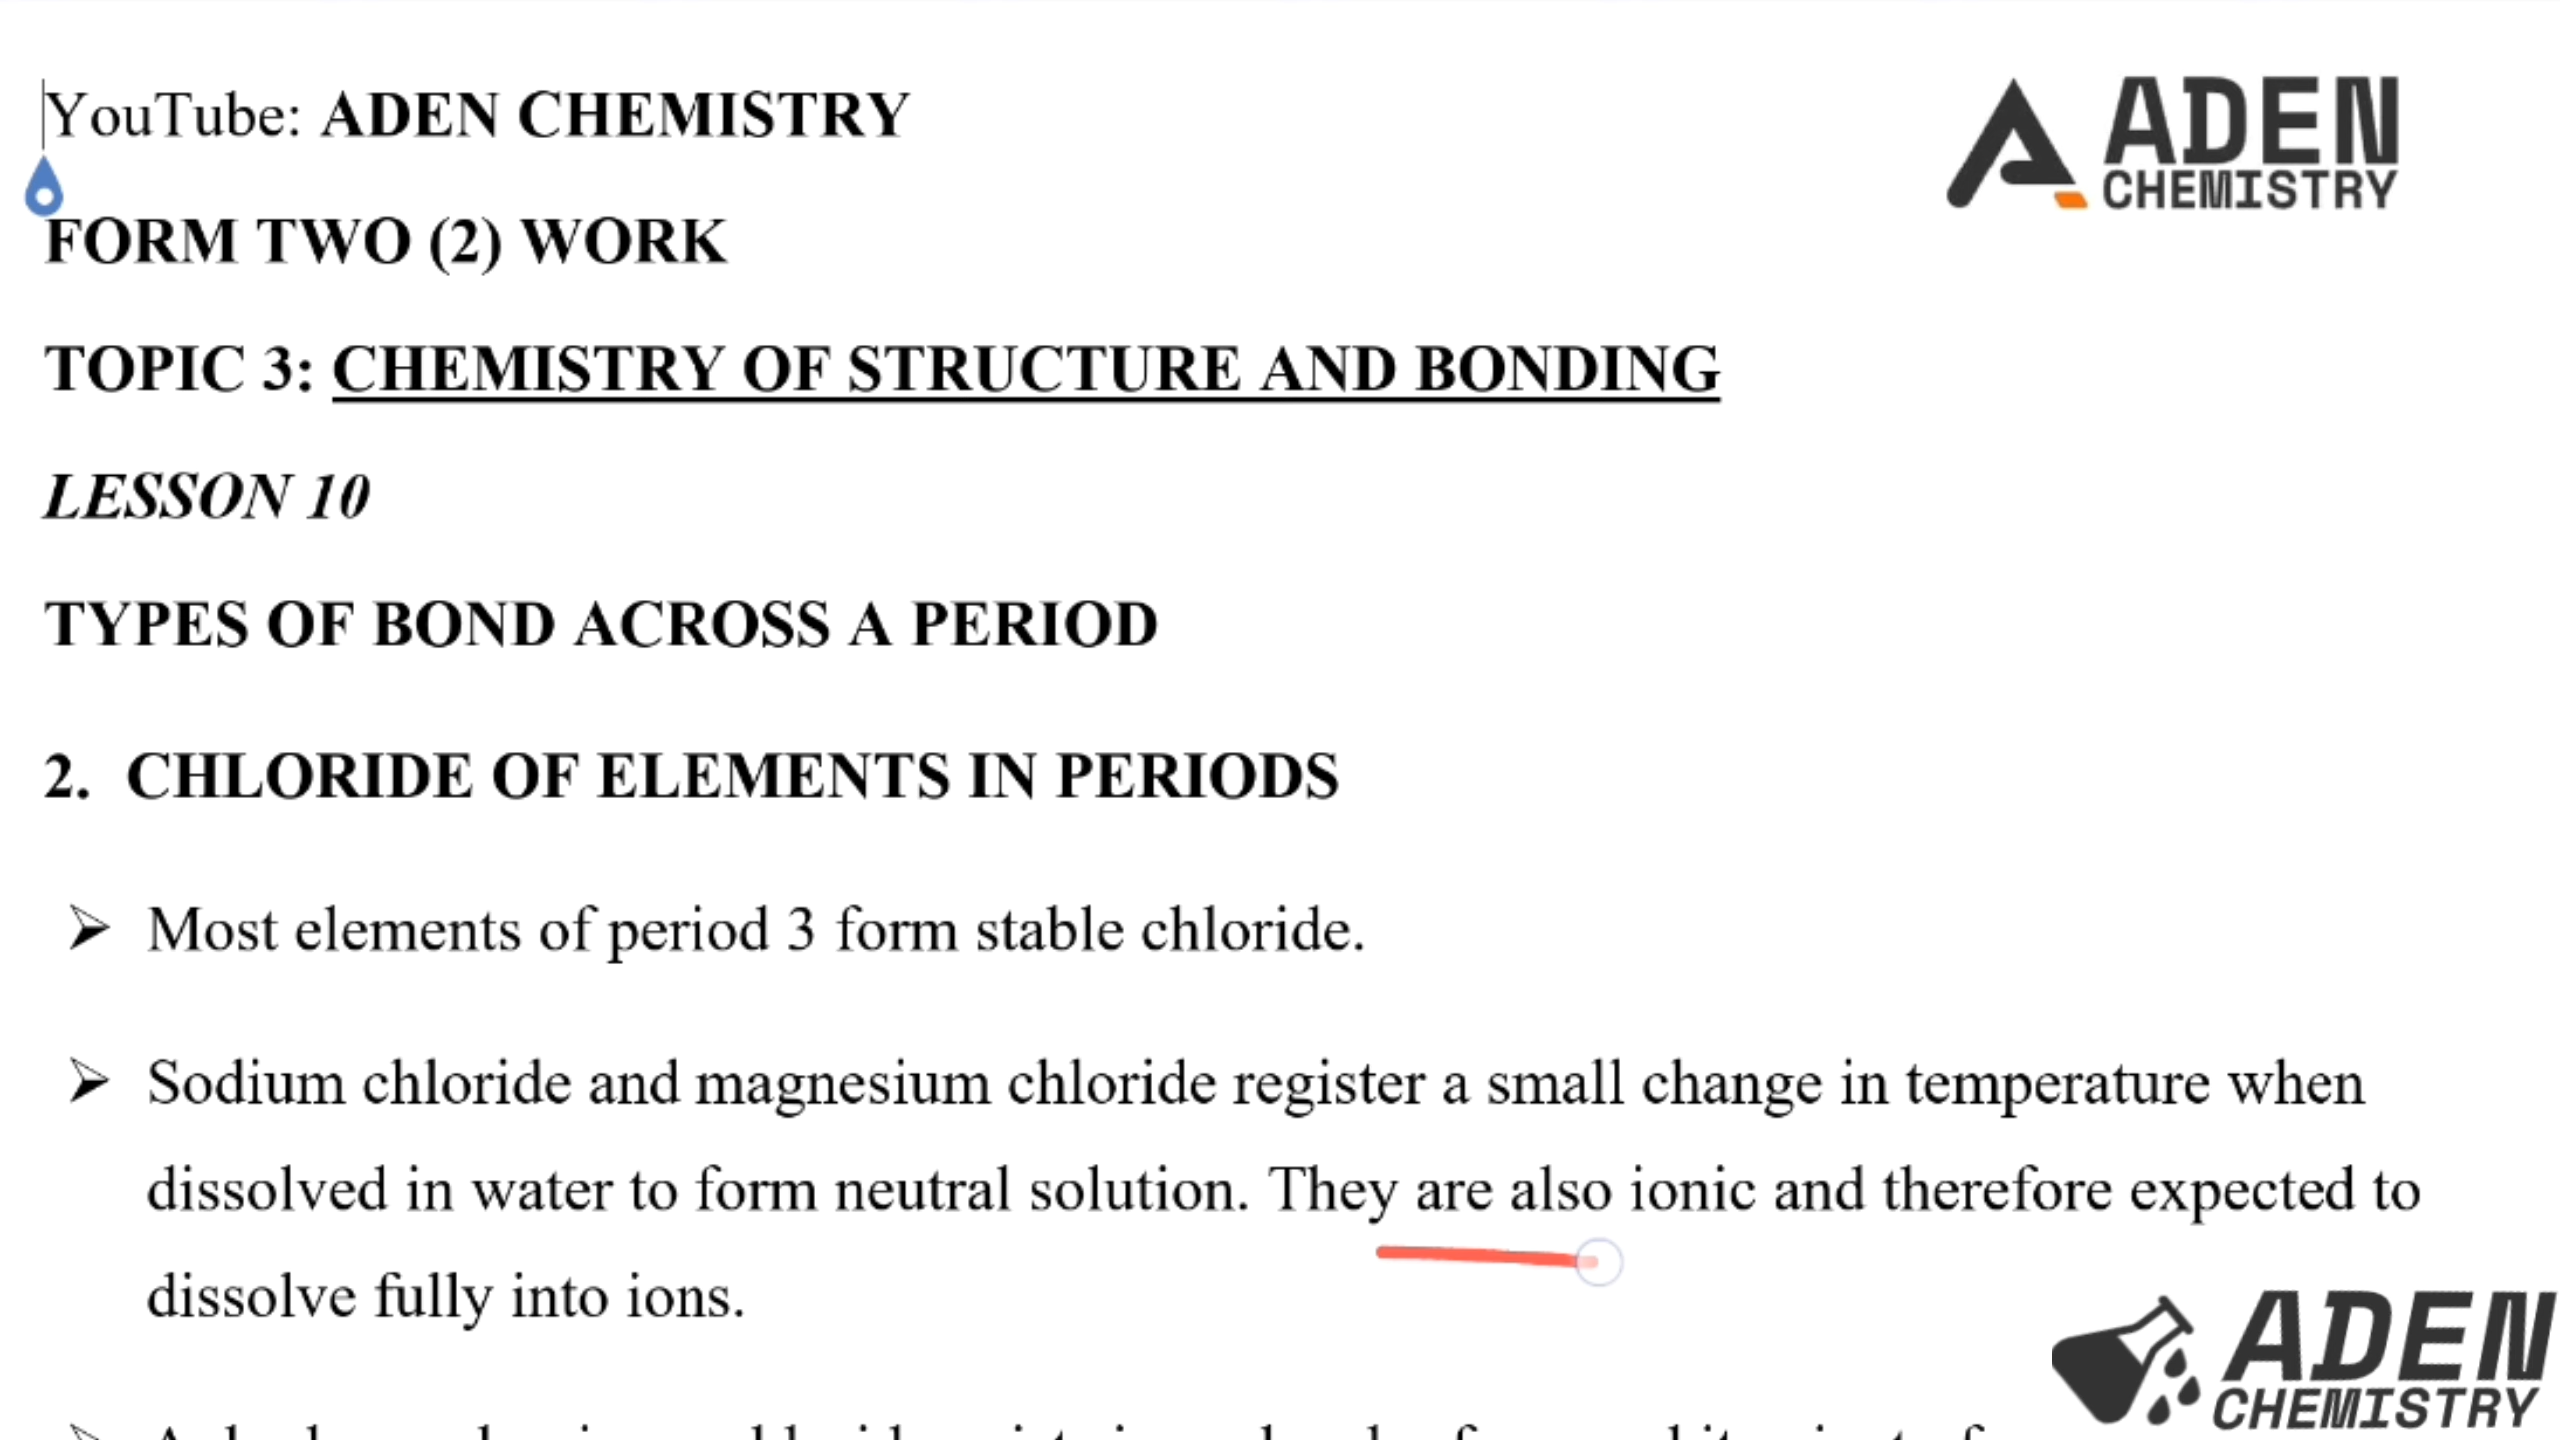 YouTube: ADEN CHEMISTRY
ADEN
CHEMISTRY
FORM TWO (2) WORK
TOPIC 3: CHEMISTRY OF STRUCTURE AND BONDING
LESSON 10
TYPES OF BOND ACROSS A PERIOD
2. CHLORIDE OF ELEMENTS IN PERIODS
➢ Most elements of period 3 form stable chloride.
➢ Sodium chloride and magnesium chloride register a small change in temperature when
dissolved in water to form neutral solution. They are also ionic and therefore expected to
dissolve fully into ions.
ADEN
CHEMISTRY